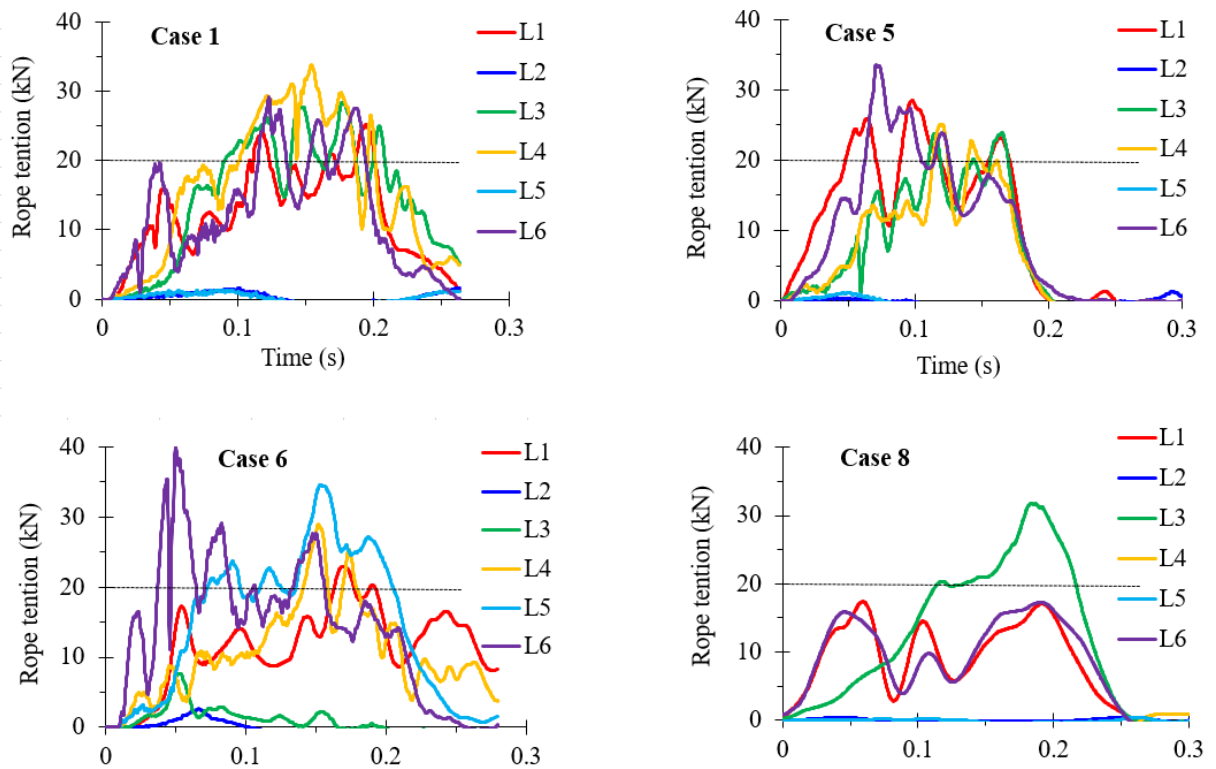 Case 1
Rope tention (kN)
40
30
20
10
0
0
0.1
0.2
0.3
Time (s)
L1
L2
L3
L4
L5
L6
Case 5
Rope tention (kN)
40
30
20
10
0
0
0.1
0.2
0.3
Time (s)
L1
L2
L3
L4
L5
L6
Case 6
Rope tention (kN)
40
30
20
10
0
0
0.1
0.2
0.3
L1
L2
L3
L4
L5
L6
Case 8
Rope tention (kN)
40
30
20
10
0
0
0.1
0.2
0.3
L1
L2
L3
L4
L5
L6